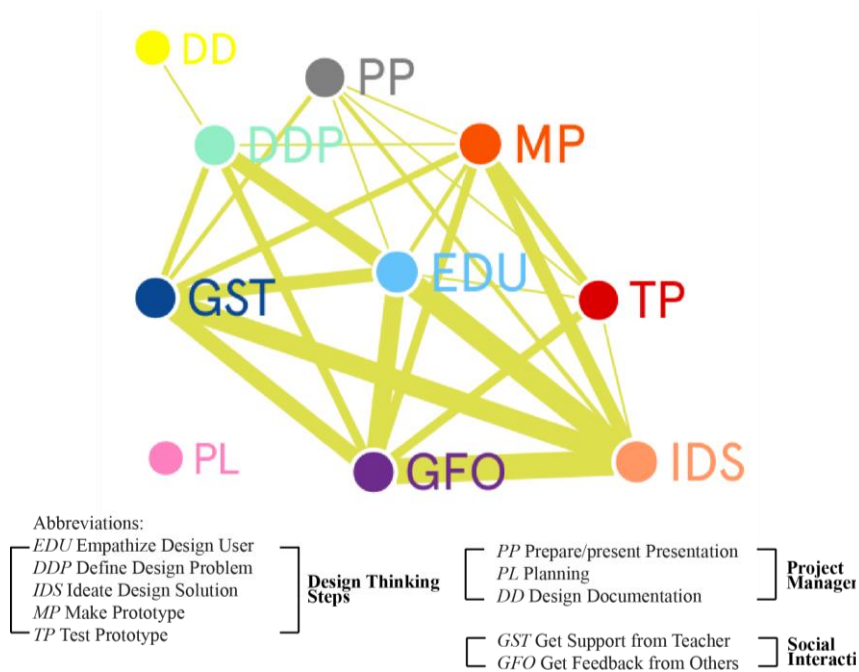 DD
PP
DDP
MP
EDU
GST
TP
PL
GFO
IDS
Abbreviations:
EDU Empathize Design User
DDP Define Design Problem
IDS Ideate Design Solution
MP Make Prototype
TP Test Prototype
Design Thinking
Steps
PP Prepare/present Presentation
PL Planning
DD Design Documentation
Project
Manager
GST Get Support from Teacher
GFO Get Feedback from Others
Social
Interacti